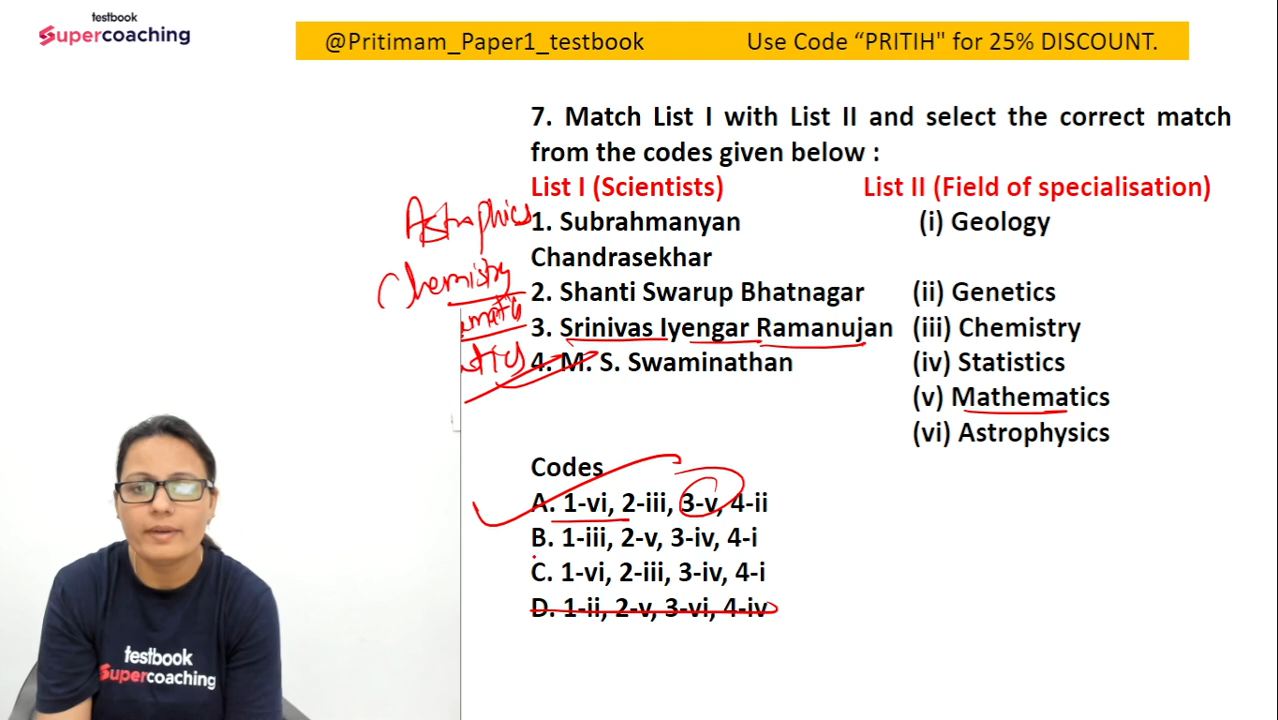 testbook
Supercoaching
@Pritimam_Paper1_testbook Use Code “PRITIH" for 25% DISCOUNT.
7. Match List I with List II and select the correct match
from the codes given below :
List I (Scientists) List II (Field of specialisation)
1. Subrahmanyan (i) Geology
Chandrasekhar
2. Shanti Swarup Bhatnagar (ii) Genetics
3. Srinivas Iyengar Ramanujan (iii) Chemistry
4. M. S. Swaminathan (iv) Statistics
(v) Mathematics
(vi) Astrophysics
Chemistry
Codes
A. 1-vi, 2-iii, 3-v, 4-ii
B. 1-iii, 2-v, 3-iv, 4-i
C. 1-vi, 2-iii, 3-iv, 4-i
D. 1-ii, 2-v, 3-vi, 4-iv
testbook
Supercoaching